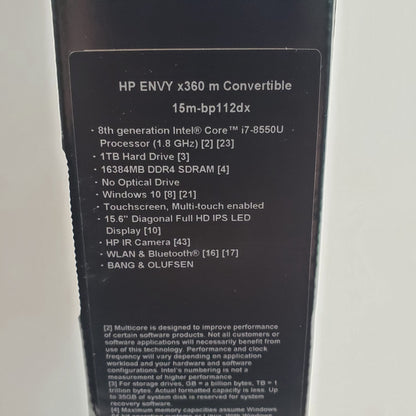 HP ENVY x360 m Convertible
15m-bp112dx
· 8th generation Intel® Core™ i7-8550U
Processor (1.8 GHz) [2] [23]
· 1TB Hard Drive [3]
· 16384MB DDR4 SDRAM [4]
· No Optical Drive
· Windows 10 [8] [21]
· Touchscreen, Multi-touch enabled
· 15.6" Diagonal Full HD IPS LED
Display [10]
· HP IR Camera [43]
· WLAN & Bluetooth® [16] [17]
· BANG & OLUFSEN
[2] Multicore is designed to improve performance
of certain software products. Not all customers or
software applications will necessarily benefit from
use of this technology. Performance and clock
frequency will vary depending on application
workload and your hardware and software
configurations. Intel's numbering is not a
measurement of higher performance.
[3] For storage drives, GB = a billion bytes, TB = 1
trillion bytes. Actual formatted capacity is less. Up
to 35GB of system disk is reserved for system
recovery software.
[4] Maximum memory capacities assume Windows